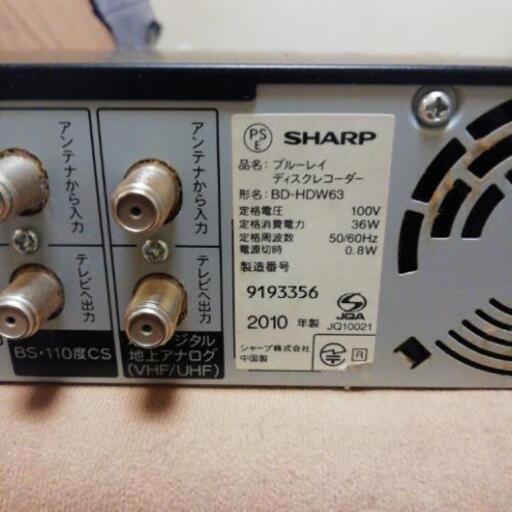 アンテナから入力
アンテナから入力
テレビへ出力
テレビへ出力
BS・110度CS
デジタル
地上アナログ
(VHF/UHF)
PS
E
SHARP
品名: ブルーレイ
ディスクレコーダー
形名: BD-HDW63
定格電圧 100V
定格消費電力 36W
定格周波数 50/60Hz
電源切時 0.8W
製造番号
9193356
2010 年製
JQA
JQ10021
シャープ株式会社
中国製
R